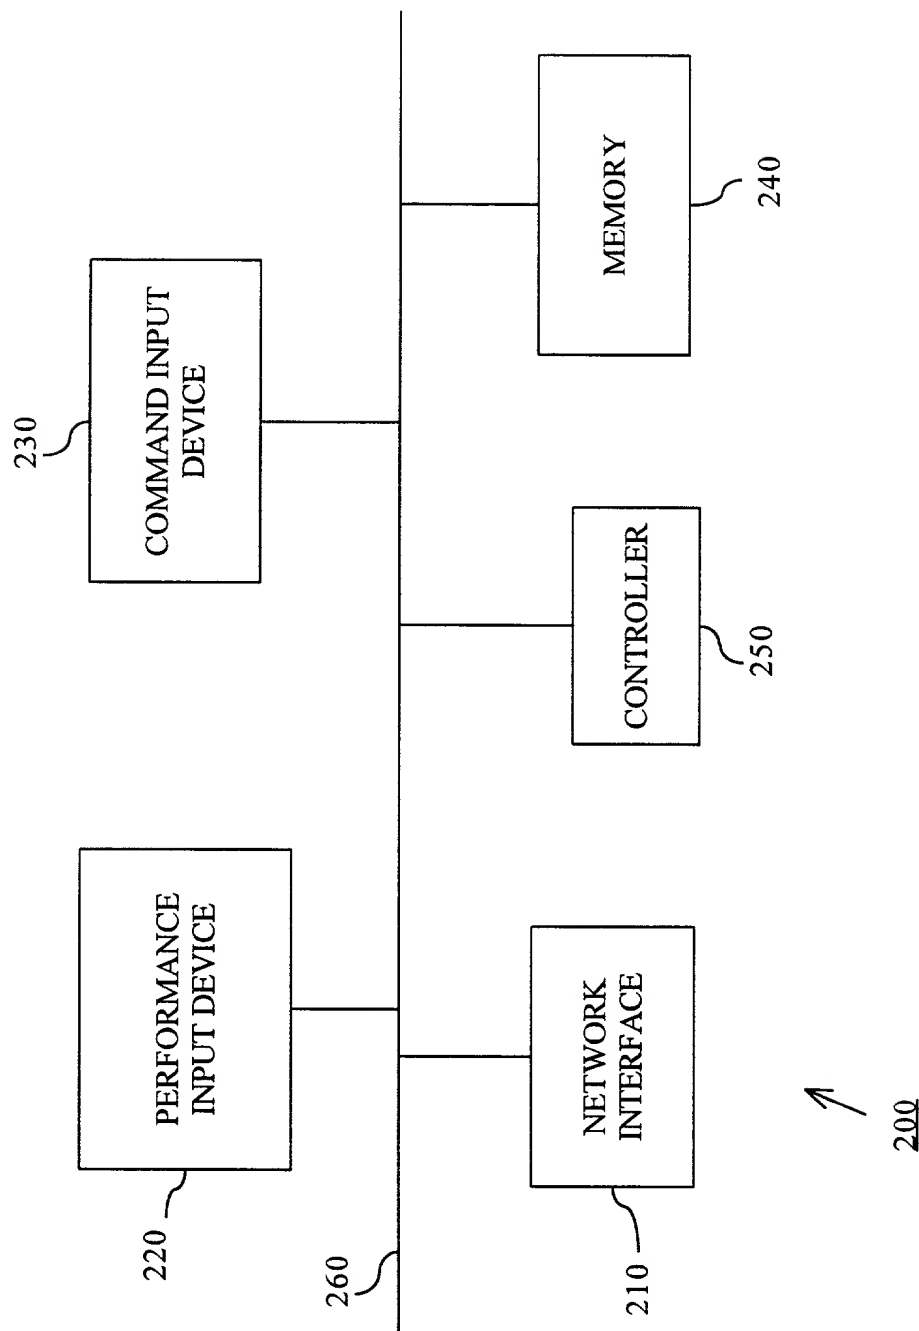 220
PERFORMANCE
INPUT DEVICE
230
COMMAND INPUT
DEVICE
260
210
NETWORK
INTERFACE
CONTROLLER
250
MEMORY
240
200